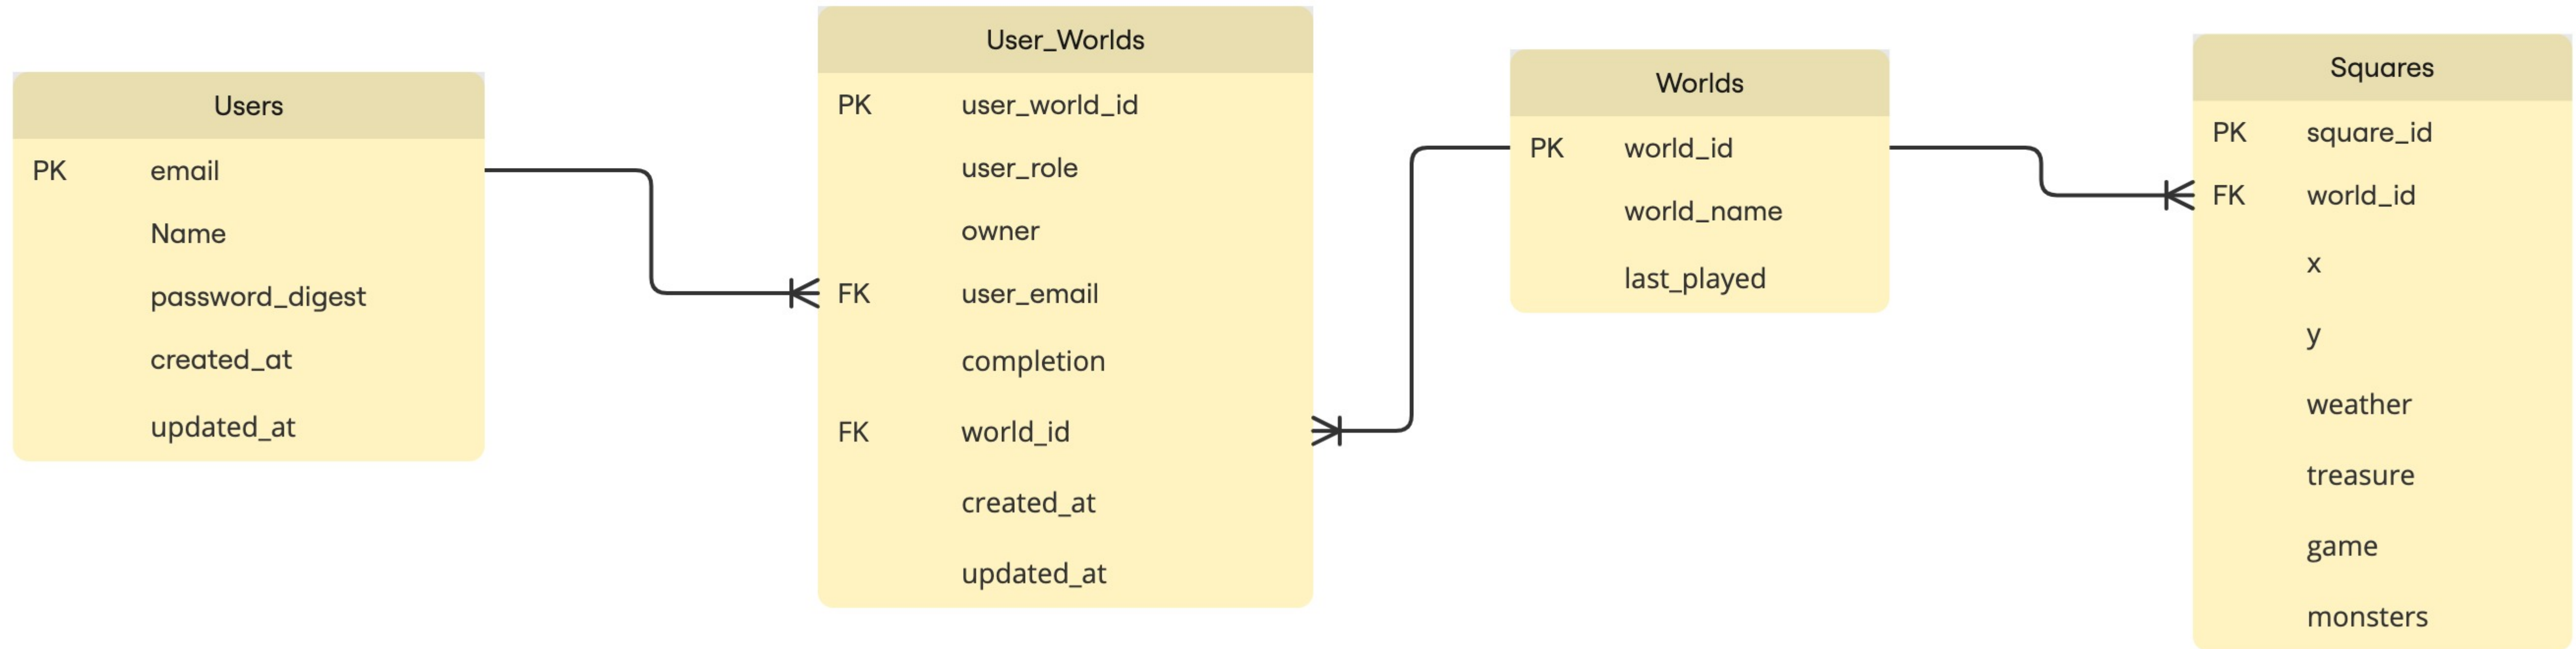 Users
PK email
Name
password_digest
created_at
updated_at
User_Worlds
PK user_world_id
user_role
owner
FK user_email
completion
FK world_id
created_at
updated_at
Worlds
PK world_id
world_name
last_played
Squares
PK square_id
FK world_id
x
y
weather
treasure
game
monsters